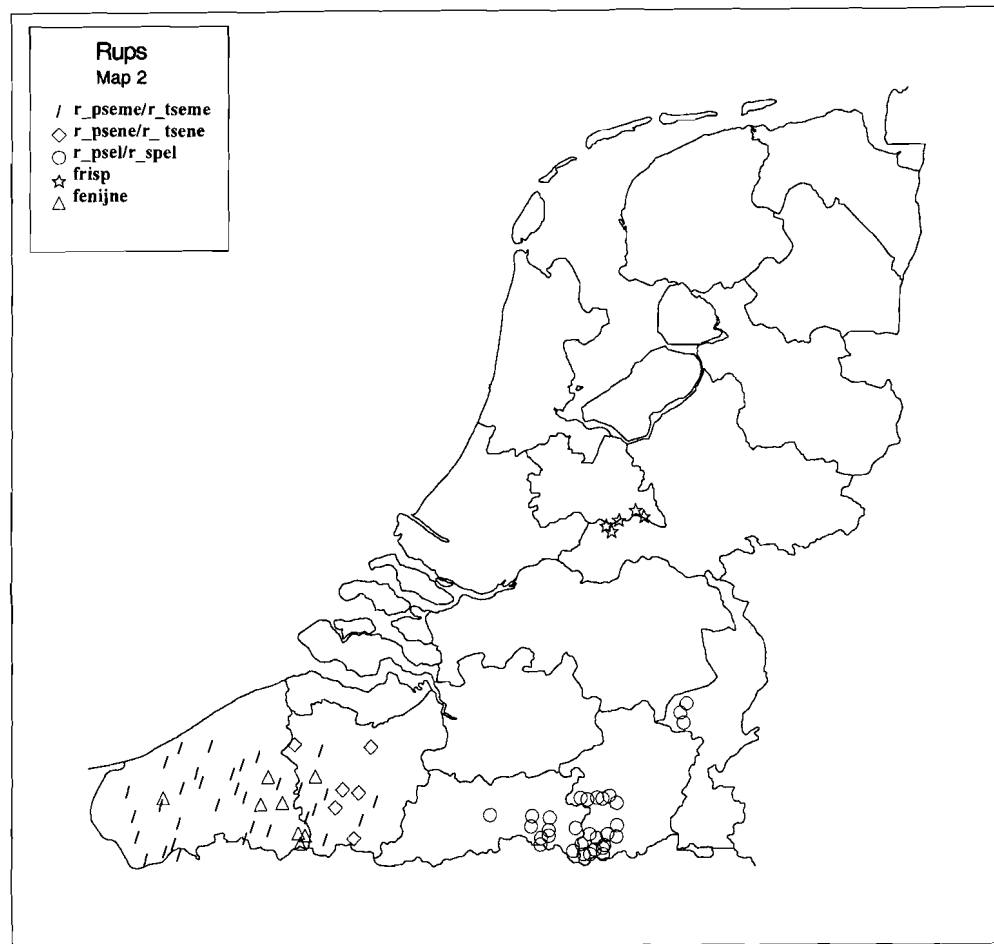 Rups
Map 2
r_pseme/r_tseme
r_psene/r_ tsene
r_psel/r_spel
frisp
fenijne